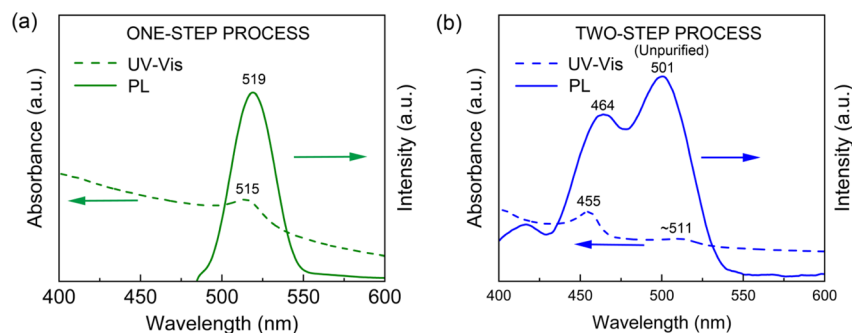 (a)
ONE-STEP PROCESS
UV-Vis
PL
519
515
Absorbance (a.u.)
Intensity (a.u.)
400 450 500 550 600
Wavelength (nm)
(b)
TWO-STEP PROCESS
(Unpurified)
UV-Vis
PL
501
464
455
~511
Absorbance (a.u.)
Intensity (a.u.)
400 450 500 550 600
Wavelength (nm)